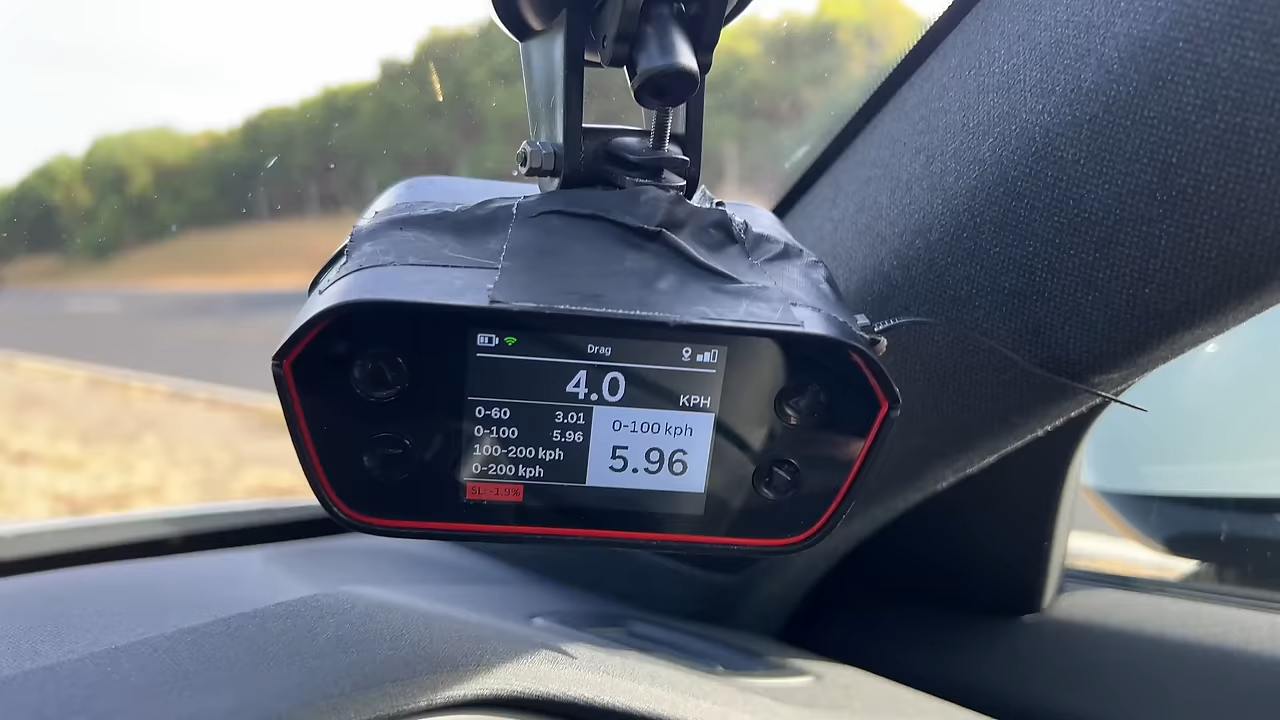 Drag
4.0 KPH
0-60 3.01
0-100 5.96
100-200 kph
0-200 kph
0-100 kph
5.96
SL: -1.9%